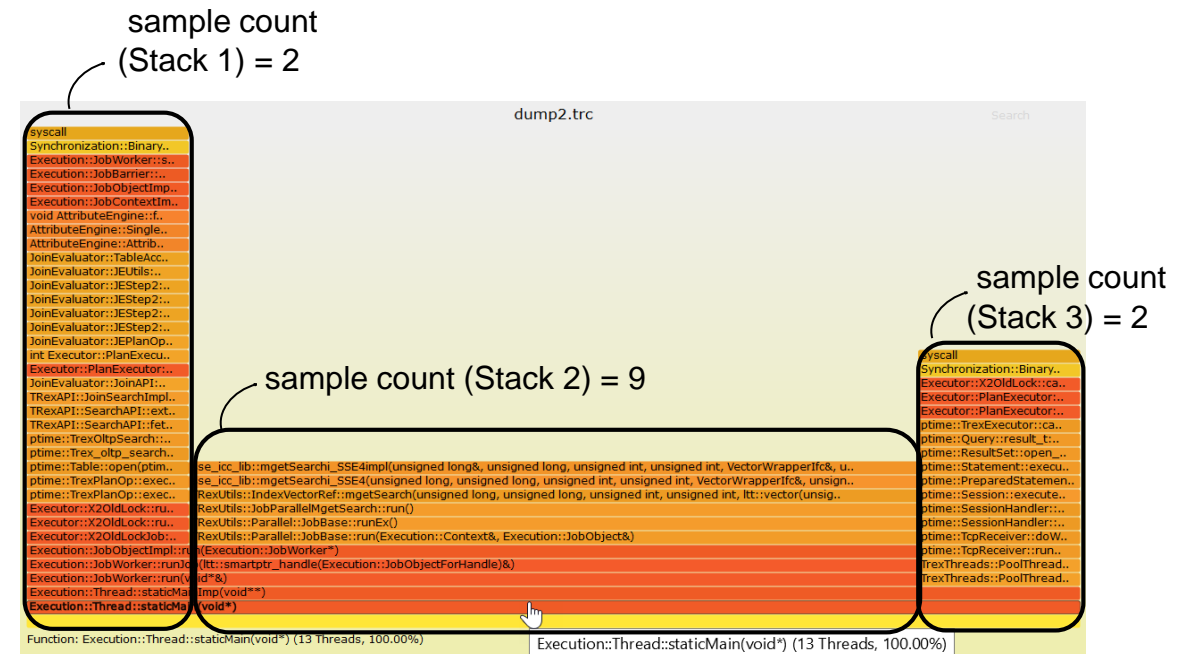 sample count
(Stack 1) = 2
dump2.trc
Search
syscall
Synchronization::Binary..
Execution::JobWorker::s..
Execution::JobBarrier::..
Execution::JobObjectImp..
Execution::JobContextIm..
void AttributeEngine::f..
AttributeEngine::Single..
AttributeEngine::Attrib..
JoinEvaluator::TableAcc..
JoinEvaluator::JEUtils:..
JoinEvaluator::JEStep2:..
JoinEvaluator::JEStep2:..
JoinEvaluator::JEStep2:..
JoinEvaluator::JEStep2:..
JoinEvaluator::JEPlanOp..
int Executor::PlanExecu..
Executor::PlanExecutor:..
JoinEvaluator::JoinAPI:..
TRexAPI::JoinSearchImpl..
TRexAPI::SearchAPI::ext..
TRexAPI::SearchAPI::fet..
ptime::TrexOltpSearch::..
ptime::Trex_oltp_search..
ptime::Table::open(ptim..
ptime::TrexPlanOp::exec..
ptime::TrexPlanOp::exec..
Executor::X2OldLock::ru..
Executor::X2OldLock::ru..
Executor::X2OldLockJob:..
Execution::JobObjectImpl::run(Execution::JobWorker*)
Execution::JobWorker::runJob(ltt::smartptr_handle(Execution::JobObjectForHandle)&)
Execution::JobWorker::run(void*&)
Execution::Thread::staticMainImp(void**)
Execution::Thread::staticMain(void*)
sample count (Stack 2) = 9
se_icc_lib::mgetSearchi_SSE4impl(unsigned long&, unsigned long, unsigned int, unsigned int, VectorWrapperIfc&, u..
se_icc_lib::mgetSearchi_SSE4(unsigned long, unsigned long, unsigned int, unsigned int, VectorWrapperIfc&, unsign..
RexUtils::IndexVectorRef::mgetSearch(unsigned long, unsigned long, unsigned int, unsigned int, ltt::vector(unsig..
RexUtils::JobParallelMgetSearch::run()
RexUtils::Parallel::JobBase::runEx()
RexUtils::Parallel::JobBase::run(Execution::Context&, Execution::JobObject&)
sample count
(Stack 3) = 2
syscall
Synchronization::Binary..
Executor::X2OldLock::ca..
Executor::PlanExecutor:..
Executor::PlanExecutor:..
ptime::TrexExecutor::ca..
ptime::Query::result_t:..
ptime::ResultSet::open_..
ptime::Statement::execu..
ptime::PreparedStatemen..
ptime::Session::execute..
ptime::SessionHandler::..
ptime::SessionHandler::..
ptime::TcpReceiver::doW..
ptime::TcpReceiver::run..
TrexThreads::PoolThread..
TrexThreads::PoolThread..
Function: Execution::Thread::staticMain(void*) (13 Threads, 100.00%)
Execution::Thread::staticMain(void*) (13 Threads, 100.00%)